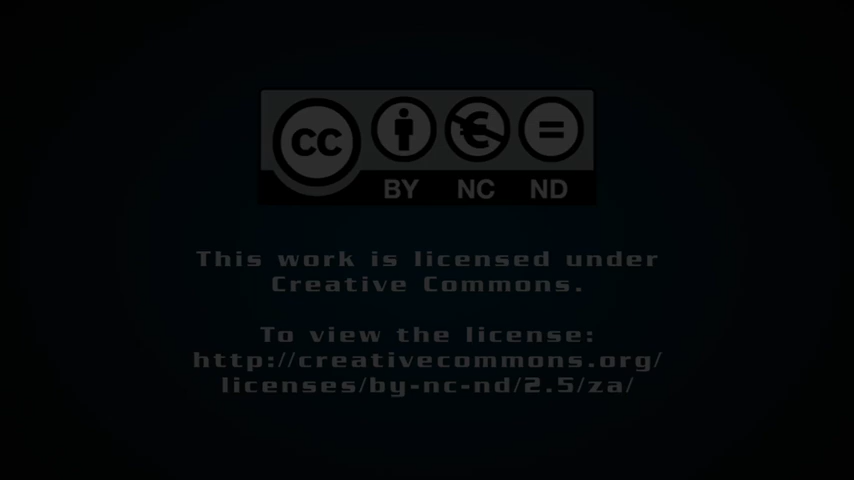 CC
BY NC ND
This work is licensed under
Creative Commons.
To view the license:
http://creativecommons.org/
licenses/by-nc-nd/2.5/za/